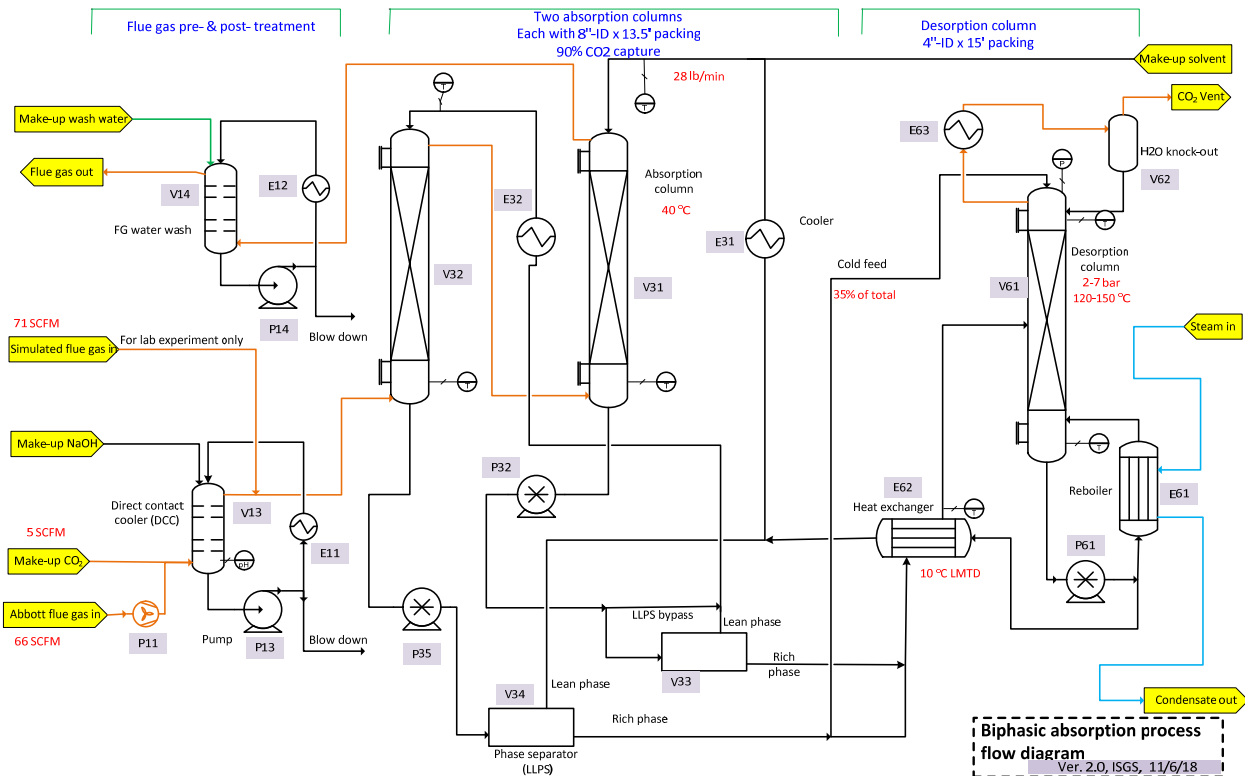 Flue gas pre- & post- treatment
Two absorption columns
Each with 8"-ID x 13.5' packing
90% CO2 capture
Desorption column
4"-ID x 15' packing
Make-up solvent
28 lb/min
T
T
CO₂ Vent
Make-up wash water
E63
H2O knock-out
V62
P
Flue gas out
V14
E12
E32
Absorption
column
40 ℃
FG water wash
T
Cooler
E31
V32
V31
Cold feed
35% of total
Desorption
column
2-7 bar
120-150 ℃
V61
P14
Blow down
71 SCFM
Simulated flue gas in
For lab experiment only
Steam in
T
T
Make-up NaOH
T
P32
Reboiler
E61
Direct contact
cooler (DCC)
V13
E62
Heat exchanger
T
5 SCFM
Make-up CO₂
pH
E11
P61
10 ℃ LMTD
Abbott flue gas in
66 SCFM
P11
Pump
P13
Blow down
P35
LLPS bypass
Lean phase
V33
Rich
phase
Lean phase
V34
Rich phase
Phase separator
(LLPS)
Condensate out
Biphasic absorption process
flow diagram
Ver. 2.0, ISGS, 11/6/18